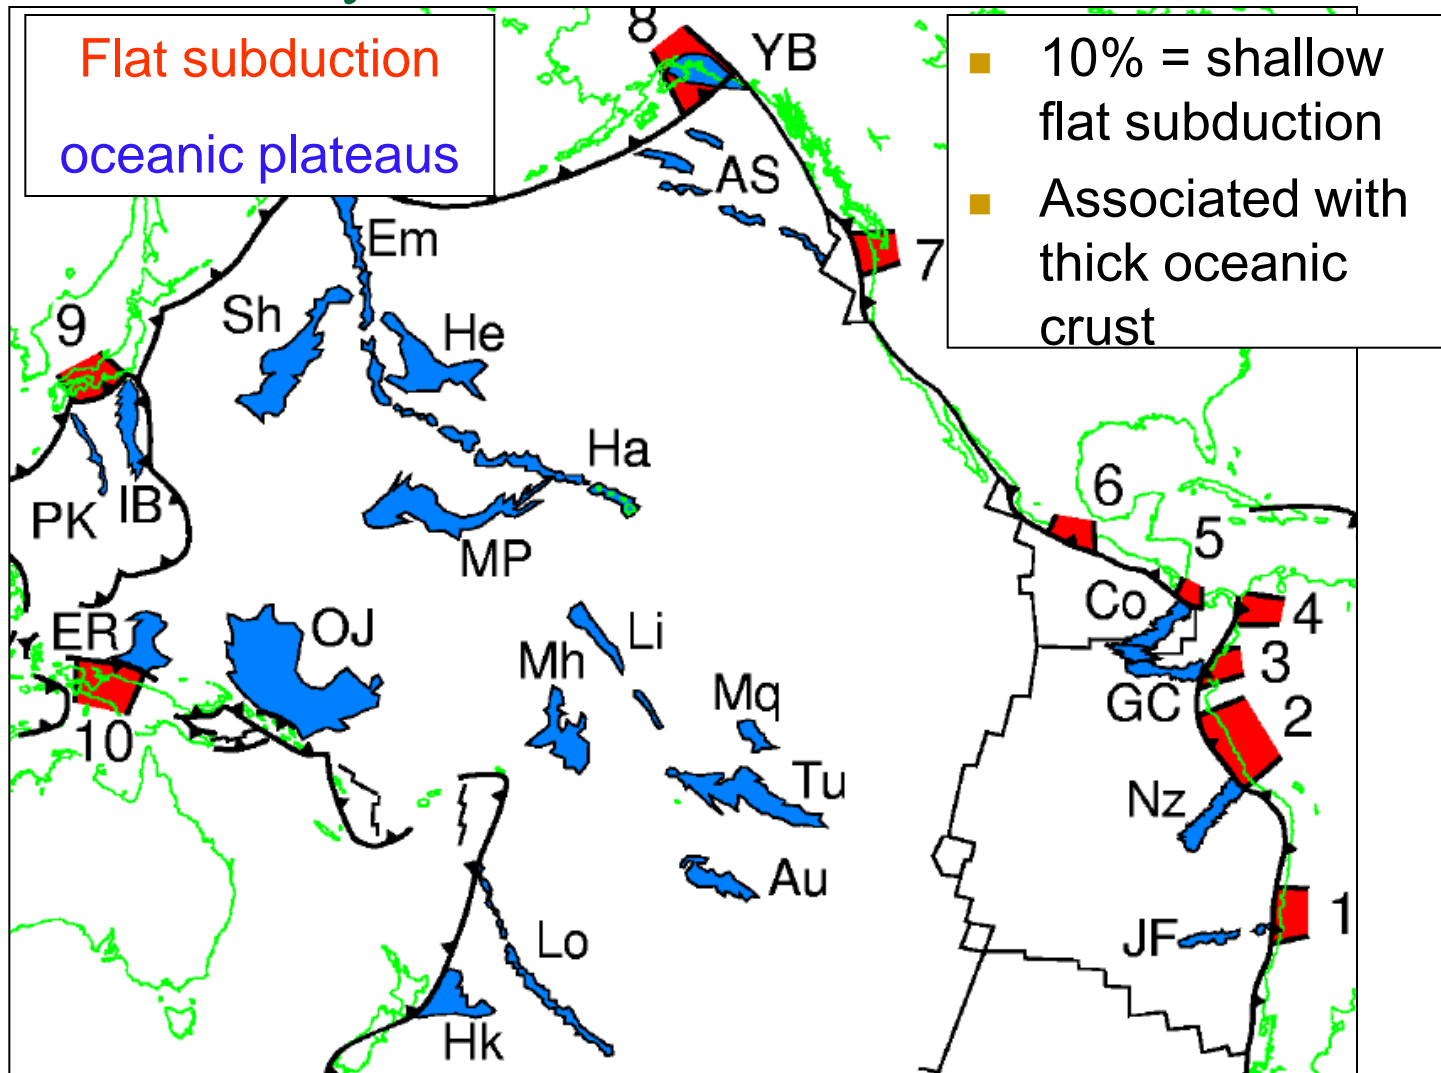 Flat subduction
oceanic plateaus
10% = shallow
flat subduction
Associated with
thick oceanic
crust
8
YB
AS
Em
7
Sh
He
9
Ha
6
PK
IB
MP
5
Co
4
ER
OJ
Li
Mh
3
GC
Mq
2
10
Tu
Nz
Au
1
Lo
JF
Hk